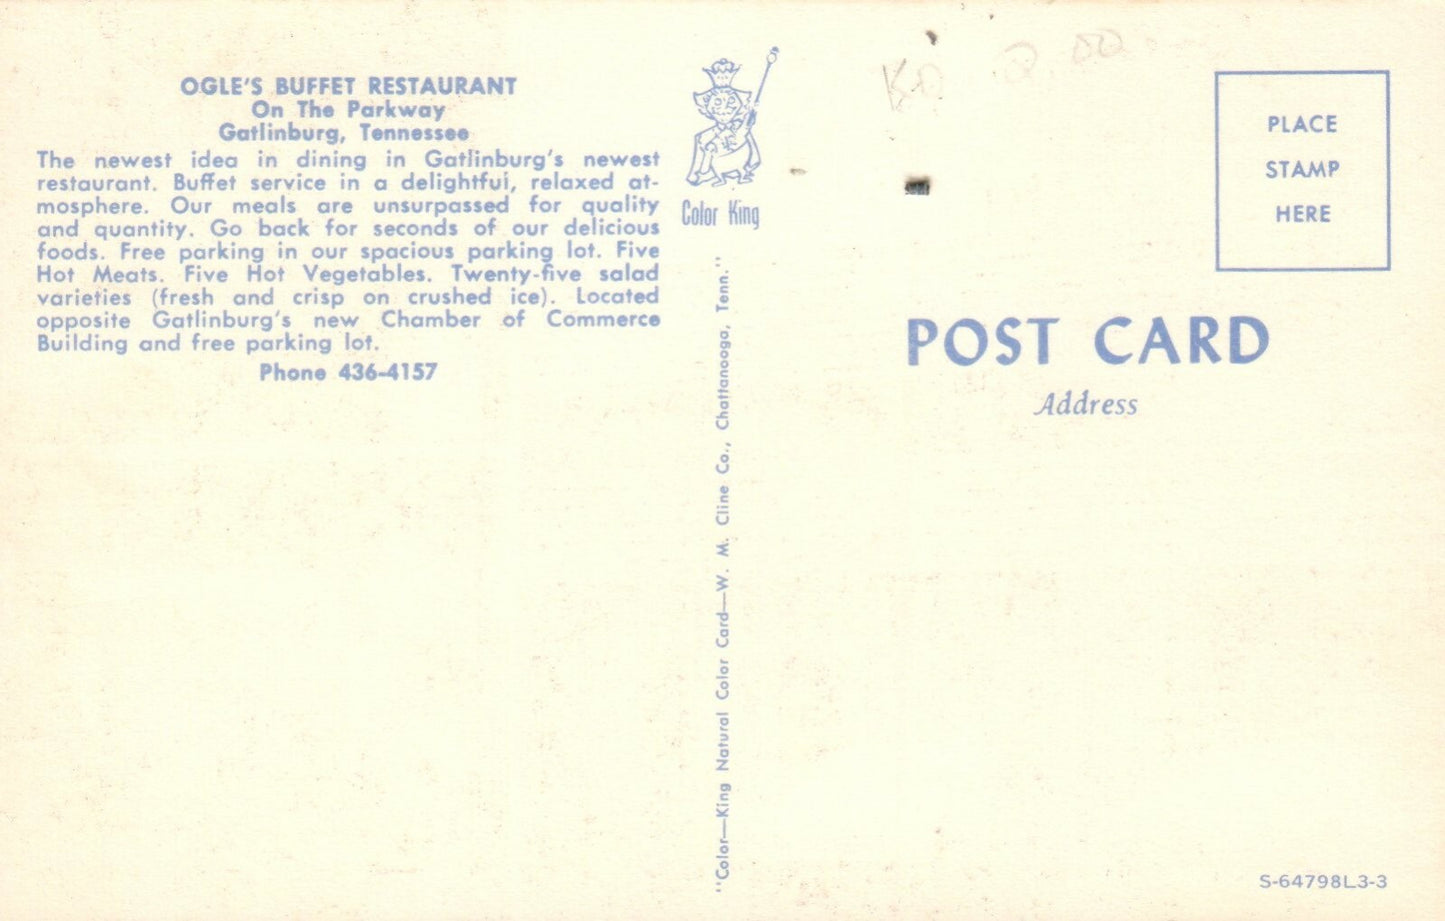 OGLE'S BUFFET RESTAURANT
On The Parkway
Gatlinburg, Tennessee
The newest idea in dining in Gatlinburg's newest
restaurant. Buffet service in a delightful, relaxed at-
mosphere. Our meals are unsurpassed for quality
and quantity. Go back for seconds of our delicious
foods. Free parking in our spacious parking lot. Five
Hot Meats. Five Hot Vegetables. Twenty-five salad
varieties (fresh and crisp on crushed ice). Located
opposite Gatlinburg's new Chamber of Commerce
Building and free parking lot.
Phone 436-4157
Color King
"Color—King Natural Color Card—W. M. Cline Co., Chattanooga, Tenn."
2.00
PLACE
STAMP
HERE
POST CARD
Address
S-64798L3-3